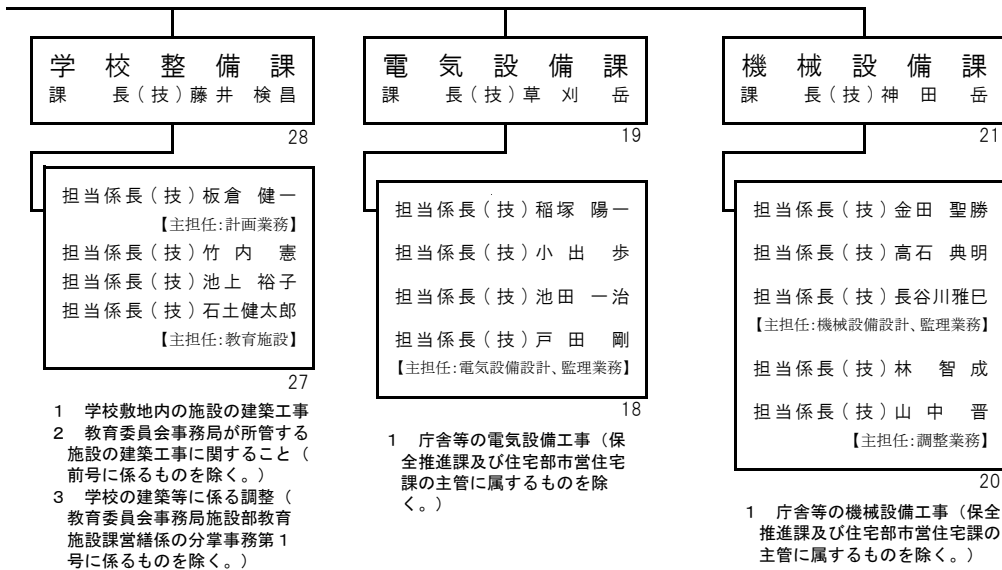 学校整備課
課長(技)藤井検昌
28
担当係長(技)板倉健一
【主担任:計画業務】
担当係長(技)竹内憲
担当係長(技)池上裕子
担当係長(技)石土健太郎
【主担任:教育施設】
27
1 学校敷地内の施設の建築工事
2 教育委員会事務局が所管する
施設の建築工事に関すること(
前号に係るものを除く。)
3 学校の建築等に係る調整(
教育委員会事務局施設部教育
施設課営繕係の分掌事務第1
号に係るものを除く。)
電気設備課
課長(技)草刈岳
19
担当係長(技)稲塚陽一
担当係長(技)小出歩
担当係長(技)池田一治
担当係長(技)戸田剛
【主担任:電気設備設計、監理業務】
18
1 庁舎等の電気設備工事(保
全推進課及び住宅部市営住宅
課の主管に属するものを除
く。)
機械設備課
課長(技)神田岳
21
担当係長(技)金田聖勝
担当係長(技)高石典明
担当係長(技)長谷川雅巳
【主担任:機械設備設計、監理業務】
担当係長(技)林智成
担当係長(技)山中晋
【主担任:調整業務】
20
1 庁舎等の機械設備工事(保全
推進課及び住宅部市営住宅課の
主管に属するものを除く。)